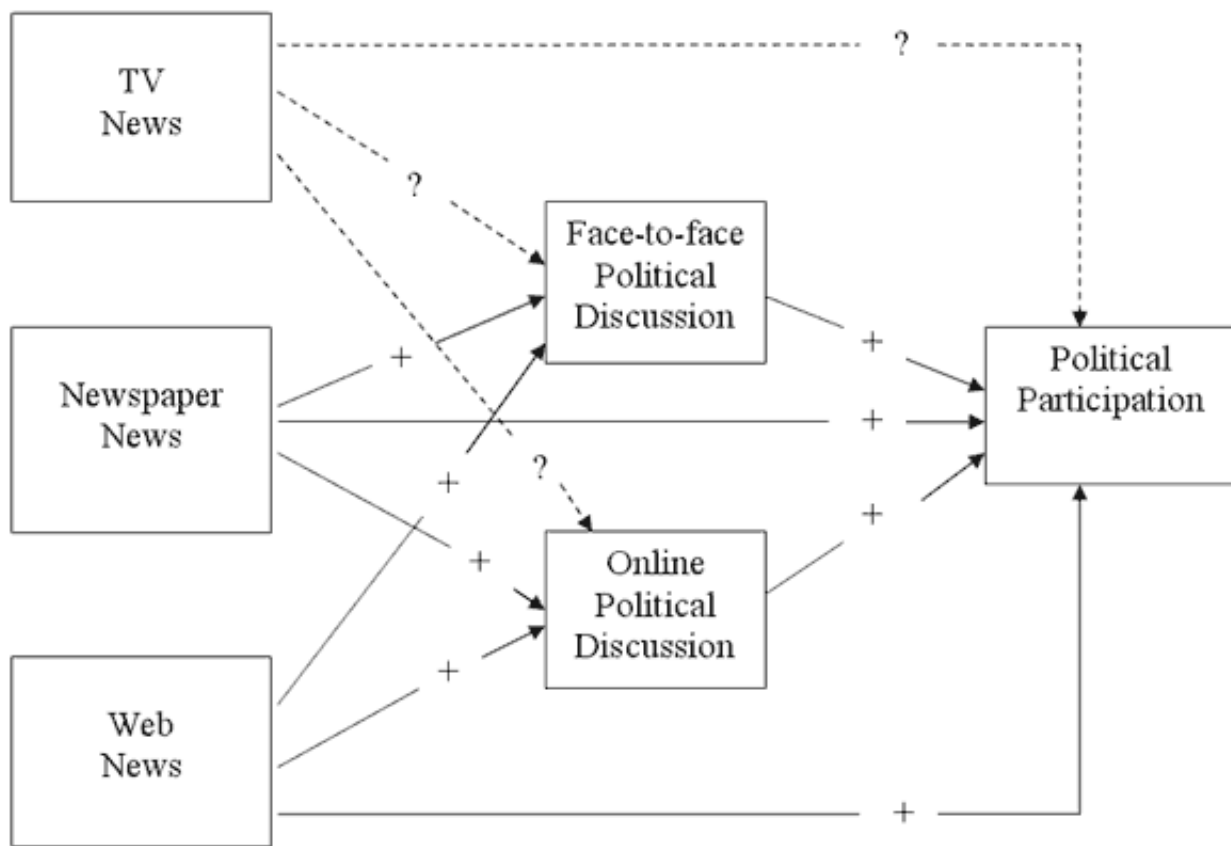 TV
News
?
?
Face-to-face
Political
Discussion
+
+
Political
Participation
Newspaper
News
+
?
+
+
+
Online
Political
Discussion
+
Web
News
+